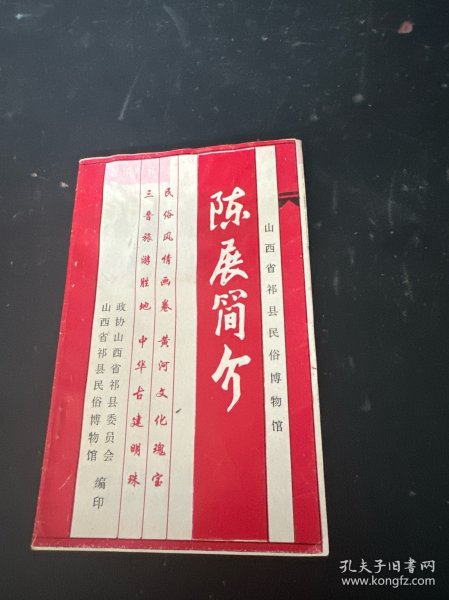 山西省祁县民俗博物馆
陈展简介
民俗风情画卷 黄河文化瑰宝
三晋旅游胜地 中华古建明珠
政协山西省祁县委员会
山西省祁县民俗博物馆 编印
孔夫子旧书网
www.kongfz.com